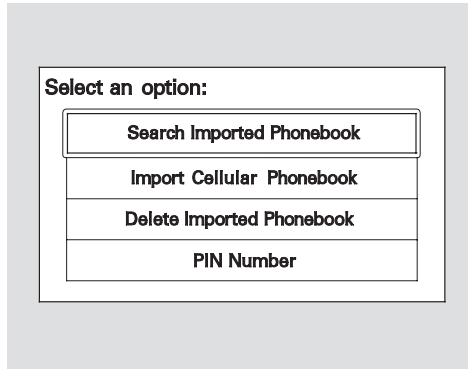 Select an option:
Search Imported Phonebook
Import Cellular Phonebook
Delete Imported Phonebook
PIN Number